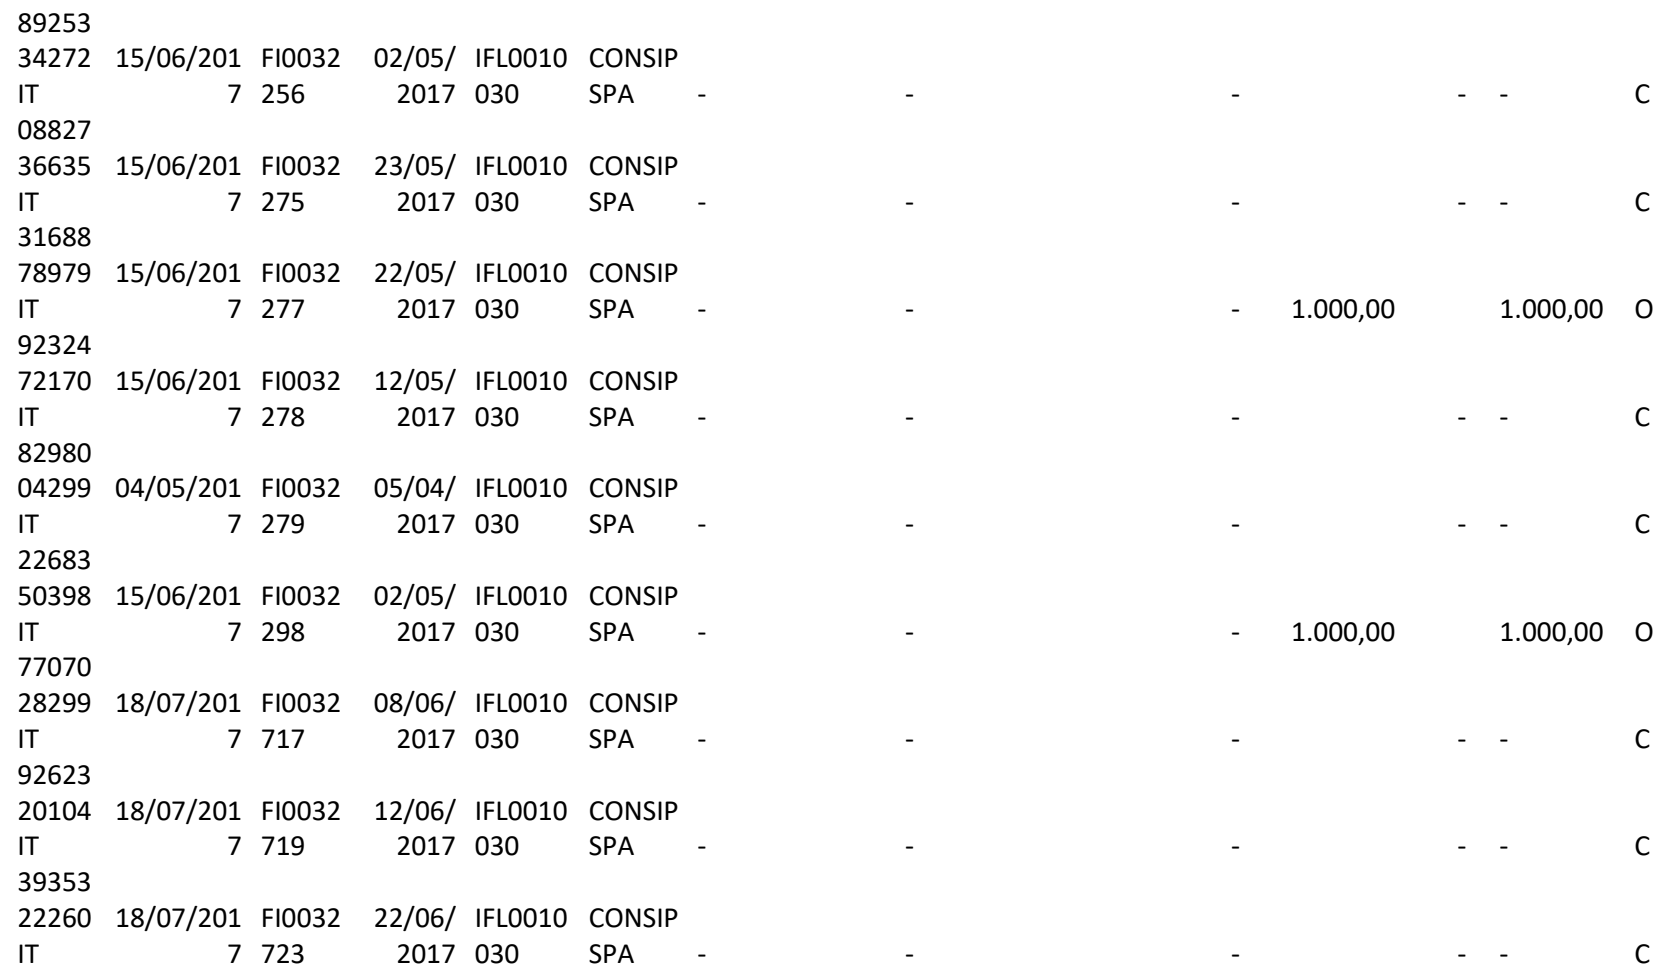 89253
34272 15/06/201 FI0032 02/05/ IFL0010 CONSIP
IT 7 256 2017 030 SPA - - - - - C
08827
36635 15/06/201 FI0032 23/05/ IFL0010 CONSIP
IT 7 275 2017 030 SPA - - - - - C
31688
78979 15/06/201 FI0032 22/05/ IFL0010 CONSIP
IT 7 277 2017 030 SPA - - - 1.000,00 1.000,00 O
92324
72170 15/06/201 FI0032 12/05/ IFL0010 CONSIP
IT 7 278 2017 030 SPA - - - - - C
82980
04299 04/05/201 FI0032 05/04/ IFL0010 CONSIP
IT 7 279 2017 030 SPA - - - - - C
22683
50398 15/06/201 FI0032 02/05/ IFL0010 CONSIP
IT 7 298 2017 030 SPA - - - 1.000,00 1.000,00 O
77070
28299 18/07/201 FI0032 08/06/ IFL0010 CONSIP
IT 7 717 2017 030 SPA - - - - - C
92623
20104 18/07/201 FI0032 12/06/ IFL0010 CONSIP
IT 7 719 2017 030 SPA - - - - - C
39353
22260 18/07/201 FI0032 22/06/ IFL0010 CONSIP
IT 7 723 2017 030 SPA - - - - - C